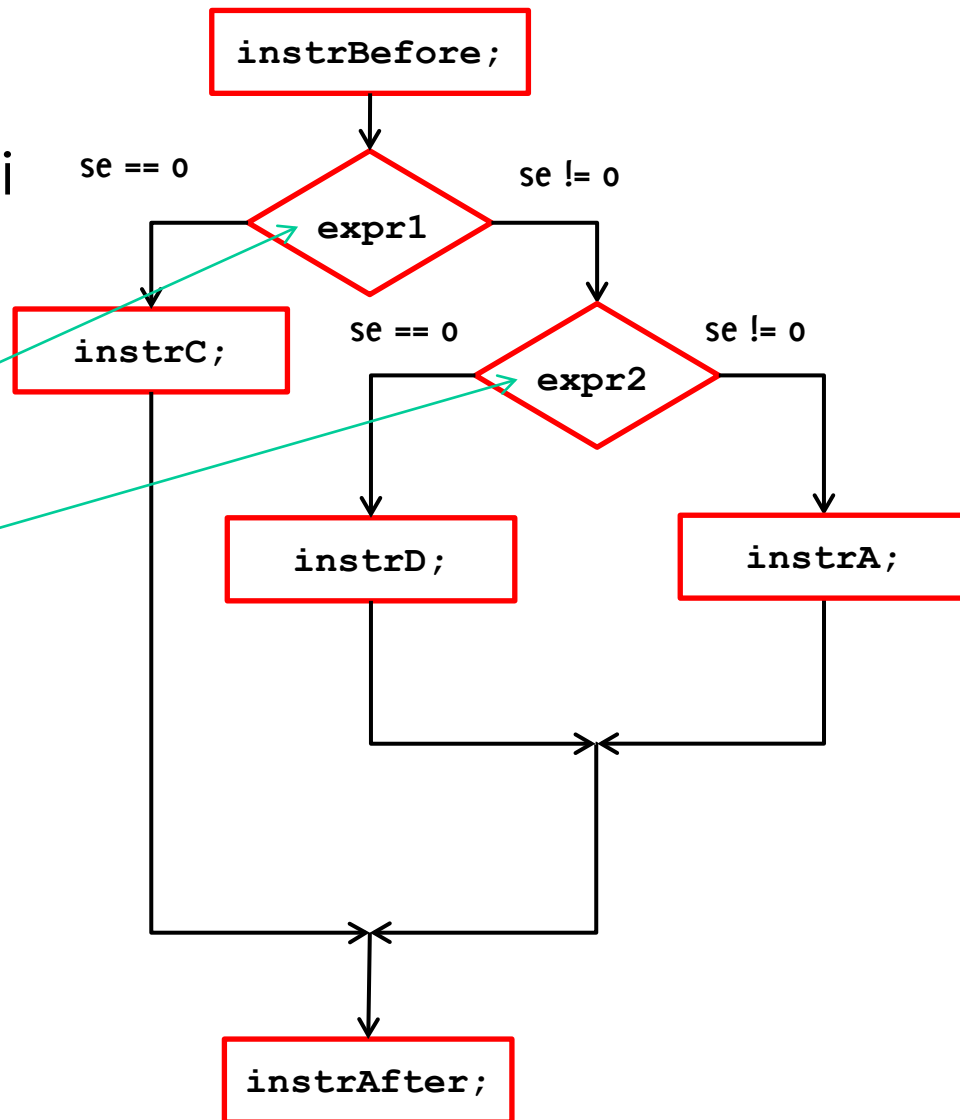 instrBefore;
i
se == 0
se != 0
expr1
instrC;
se == 0
se != 0
expr2
instrD;
instrA;
instrAfter;